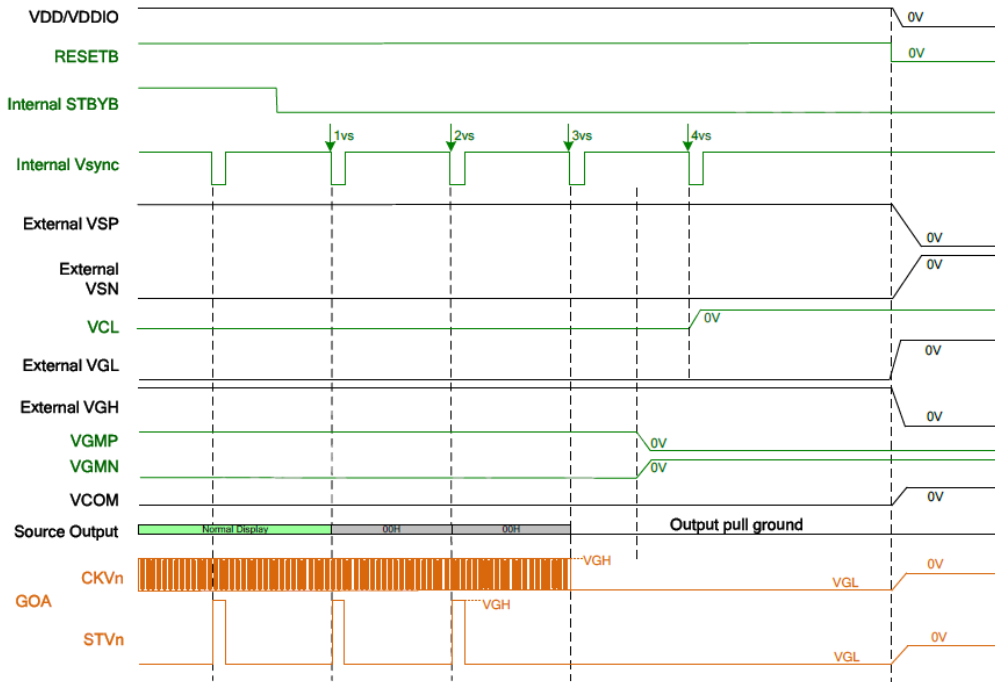 VDD/VDDIO
0V
RESETB
0V
Internal STBYB
1vs 2vs 3vs 4vs
Internal Vsync
External VSP
0V
External
VSN
0V
VCL
0V
External VGL
0V
External VGH
0V
VGMP
0V
VGMN
0V
VCOM
0V
Source Output
Normal Display 00H 00H Output pull ground
CKVn
VGH
VGL
0V
GOA
VGH
STVn
VGL
0V